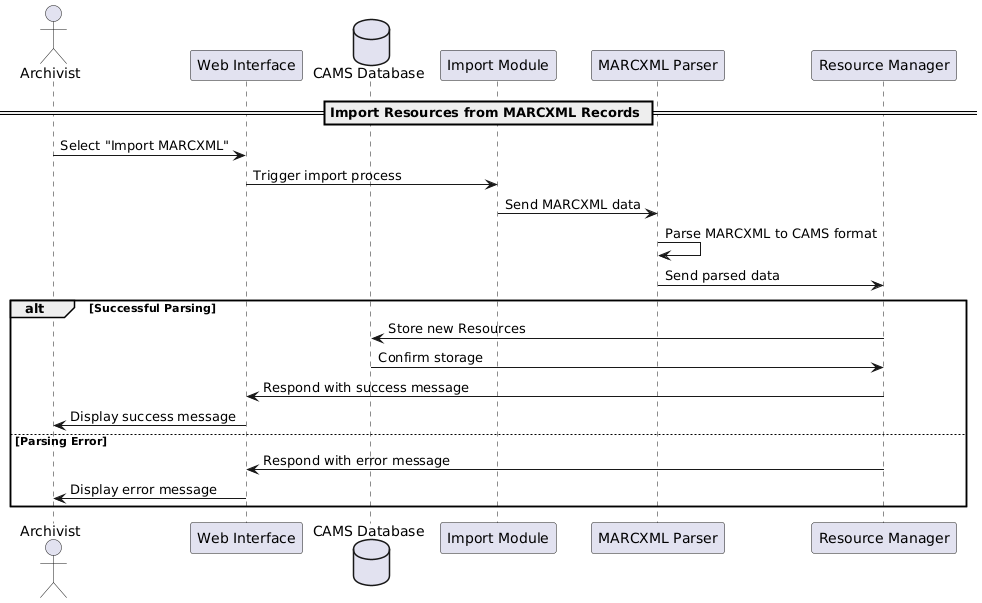 Archivist
Web Interface
CAMS Database
Import Module
MARCXML Parser
Resource Manager
Import Resources from MARCXML Records
Select "Import MARCXML"
Trigger import process
Send MARCXML data
Parse MARCXML to CAMS format
Send parsed data
alt [Successful Parsing]
Store new Resources
Confirm storage
Respond with success message
Display success message
[Parsing Error]
Respond with error message
Display error message
Archivist
Web Interface
CAMS Database
Import Module
MARCXML Parser
Resource Manager